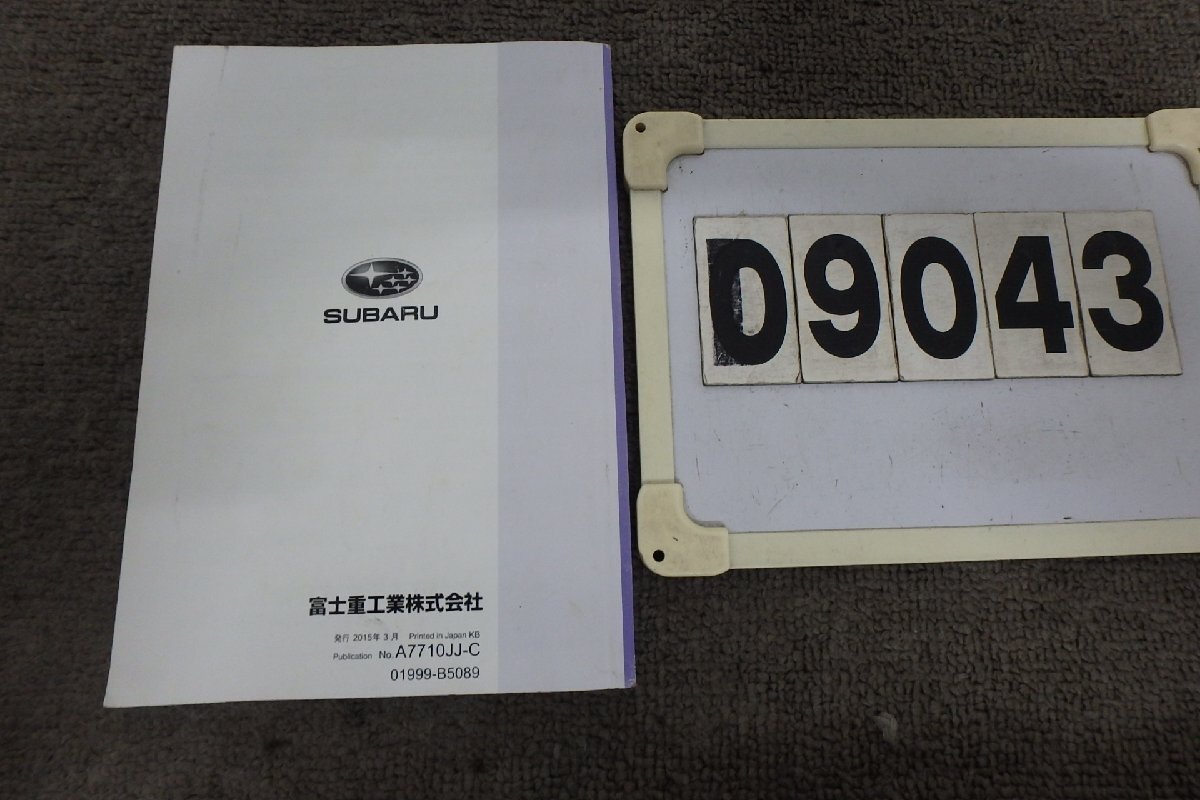 SUBARU
富士重工業株式会社
発行 2015年 3月 Printed in Japan KB
Publication No. A7710JJ-C
01999-B5089
D9043